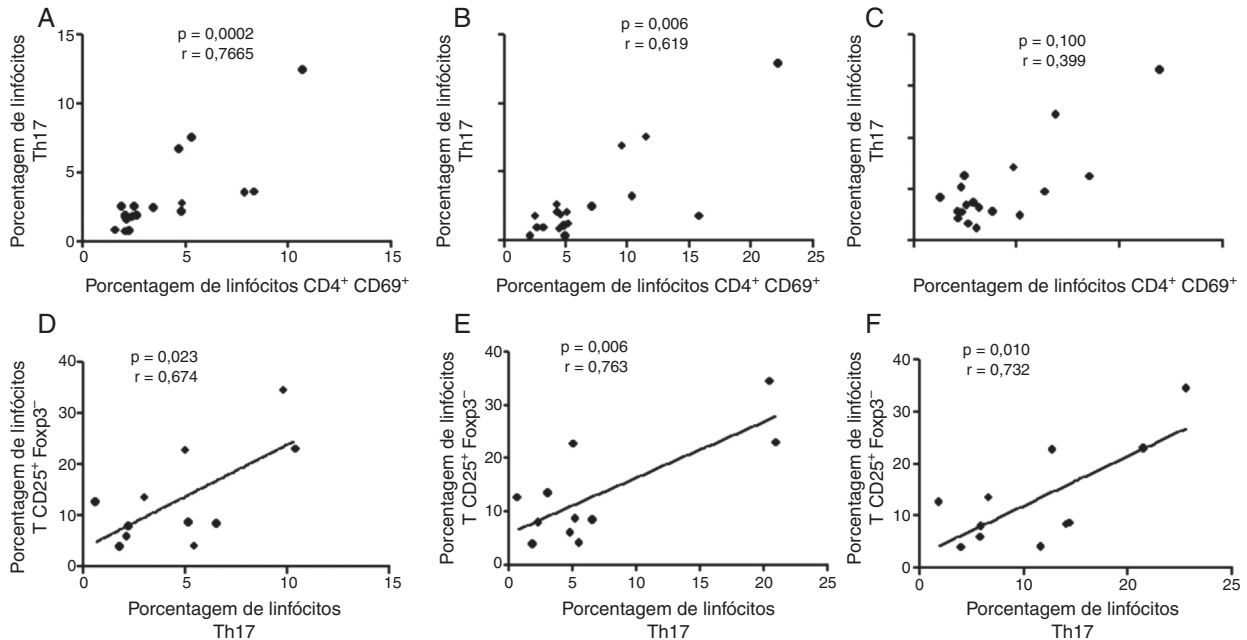 A
p = 0,0002
r = 0,7665
Porcentagem de linfócitos
Th17
15
10
5
0
0 5 10 15
Porcentagem de linfócitos CD4⁺ CD69⁺
B
p = 0,006
r = 0,619
Porcentagem de linfócitos
Th17
0 5 10 15 20 25
Porcentagem de linfócitos CD4⁺ CD69⁺
C
p = 0,100
r = 0,399
Porcentagem de linfócitos
Th17
Porcentagem de linfócitos CD4⁺ CD69⁺
D
p = 0,023
r = 0,674
Porcentagem de linfócitos
T CD25⁺ Foxp3⁻
40
30
20
10
0
0 5 10 15
Porcentagem de linfócitos
Th17
E
p = 0,006
r = 0,763
Porcentagem de linfócitos
T CD25⁺ Foxp3⁻
40
30
20
10
0
0 5 10 15 20 25
Porcentagem de linfócitos
Th17
F
p = 0,010
r = 0,732
Porcentagem de linfócitos
T CD25⁺ Foxp3⁻
40
30
20
10
0
0 10 20 25
Porcentagem de linfócitos
Th17